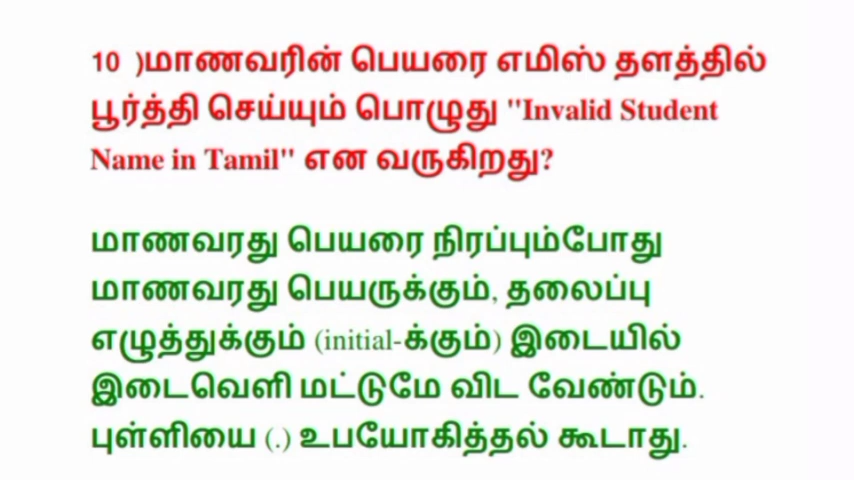 10 )மாணவரின் பெயரை எமிஸ் தளத்தில்
பூர்த்தி செய்யும் பொழுது "Invalid Student
Name in Tamil" என வருகிறது?
மாணவரது பெயரை நிரப்பும்போது
மாணவரது பெயருக்கும், தலைப்பு
எழுத்துக்கும் (initial-க்கும்) இடையில்
இடைவெளி மட்டுமே விட வேண்டும்.
புள்ளியை (.) உபயோகித்தல் கூடாது.